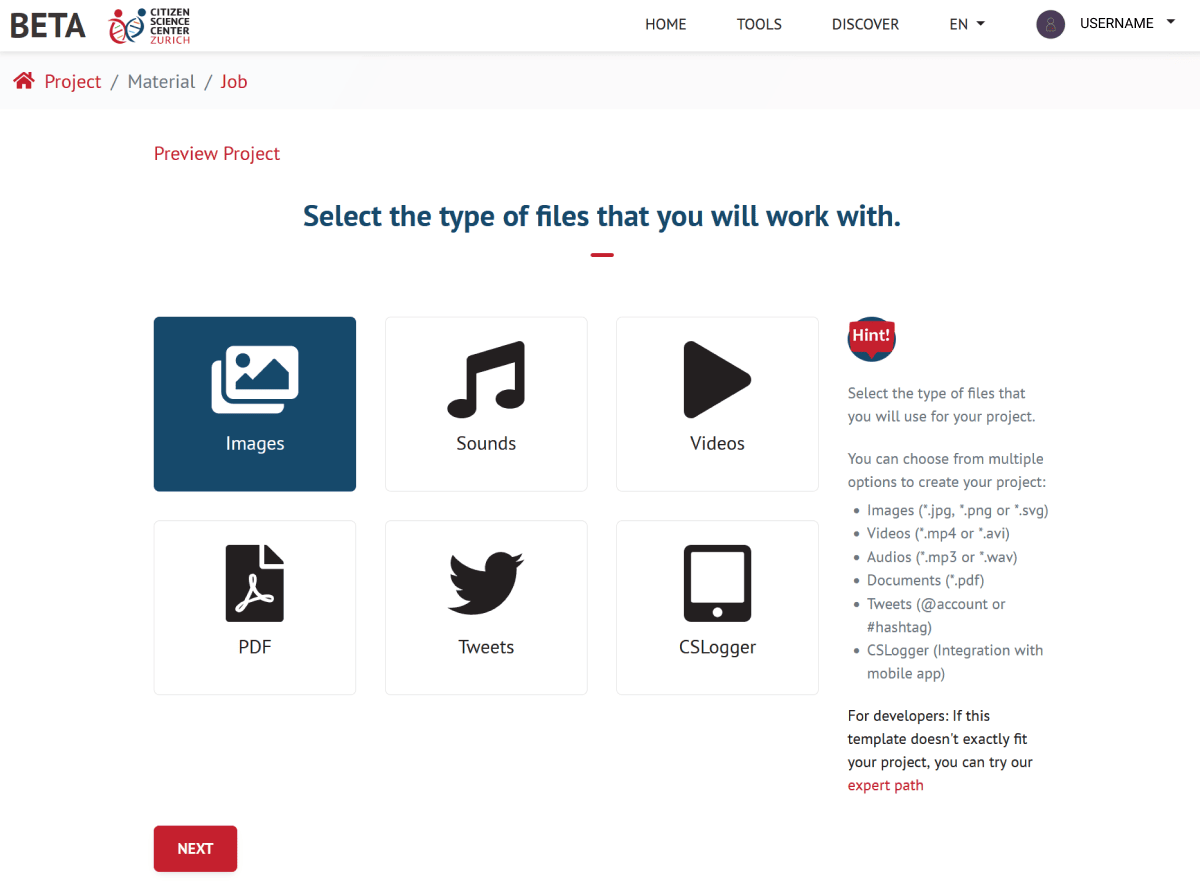 BETA
CITIZEN
SCIENCE
CENTER
ZURICH
HOME
TOOLS
DISCOVER
EN
USERNAME
Project / Material / Job
Preview Project
Select the type of files that you will work with.
Images
Sounds
Videos
PDF
Tweets
CSLogger
Hint!
Select the type of files that
you will use for your project.
You can choose from multiple
options to create your project:
• Images (*.jpg, *.png or *.svg)
• Videos (*.mp4 or *.avi)
• Audios (*.mp3 or *.wav)
• Documents (*.pdf)
• Tweets (@account or
#hashtag)
• CSLogger (Integration with
mobile app)
For developers: If this
template doesn't exactly fit
your project, you can try our
expert path
NEXT